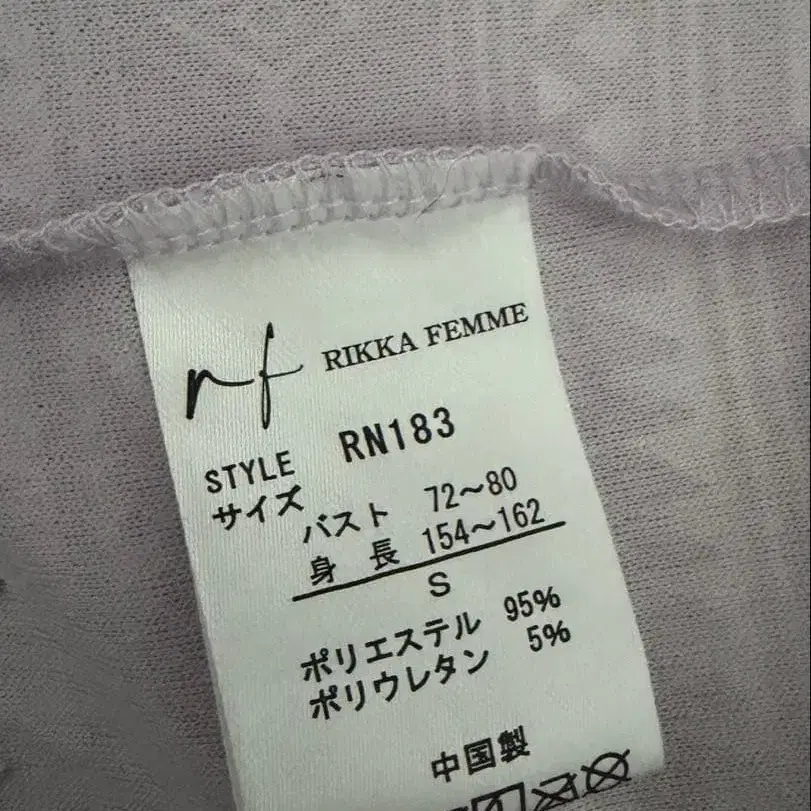 rf RIKKA FEMME
STYLE RN183
サイズ
バスト 72～80
身 長 154～162
S
ポリエステル 95%
ポリウレタン 5%
中国製